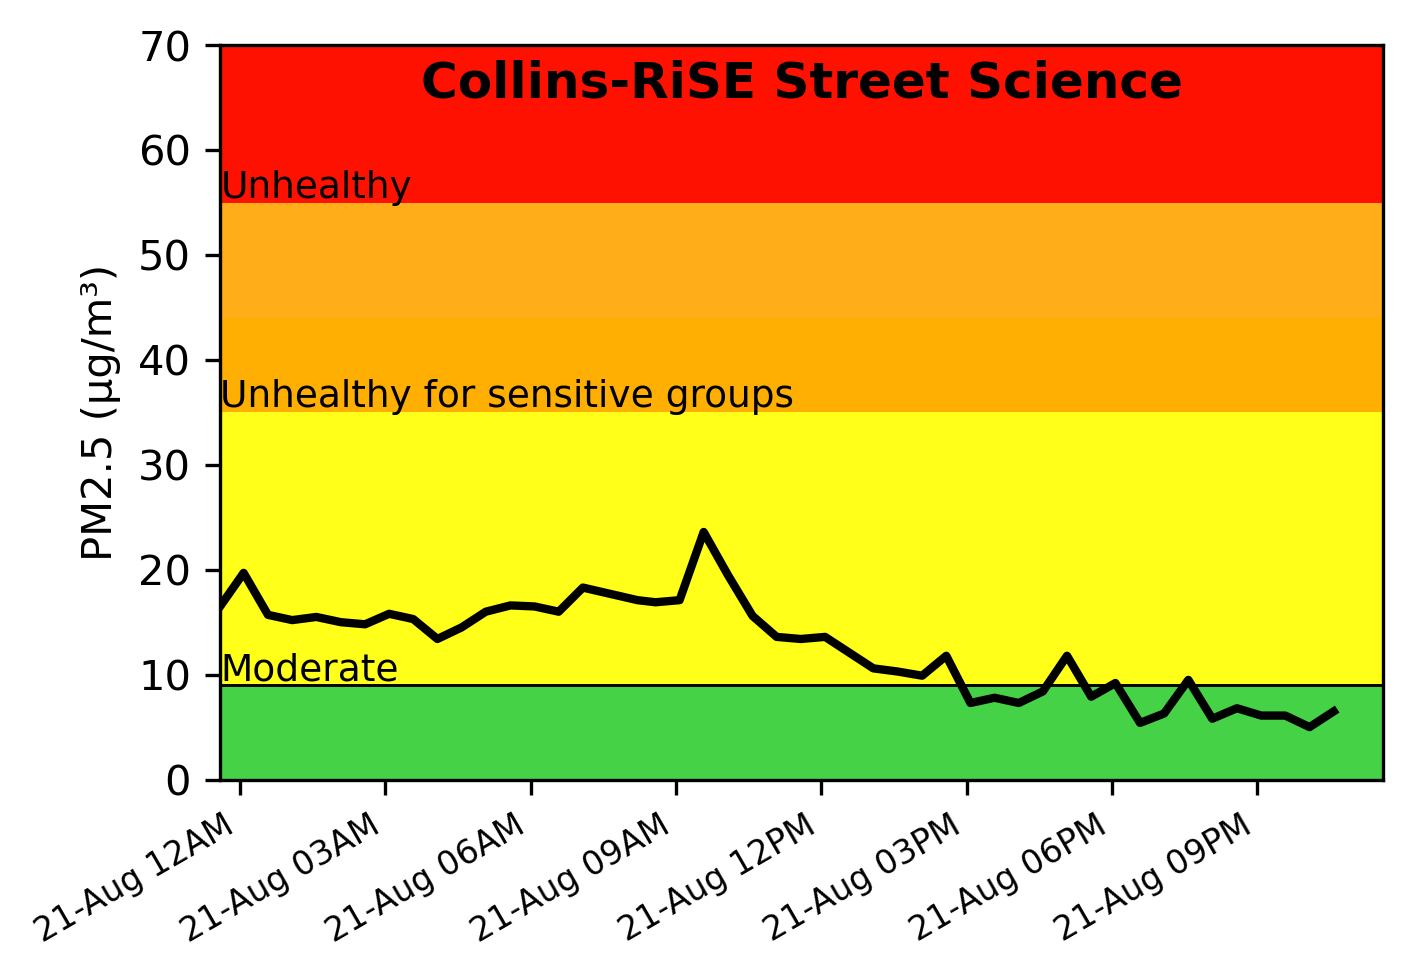 Collins-RiSE Street Science
70
60
Unhealthy
50
40
Unhealthy for sensitive groups
30
20
10
Moderate
0
PM2.5 (µg/m³)
21-Aug 12AM
21-Aug 03AM
21-Aug 06AM
21-Aug 09AM
21-Aug 12PM
21-Aug 03PM
21-Aug 06PM
21-Aug 09PM